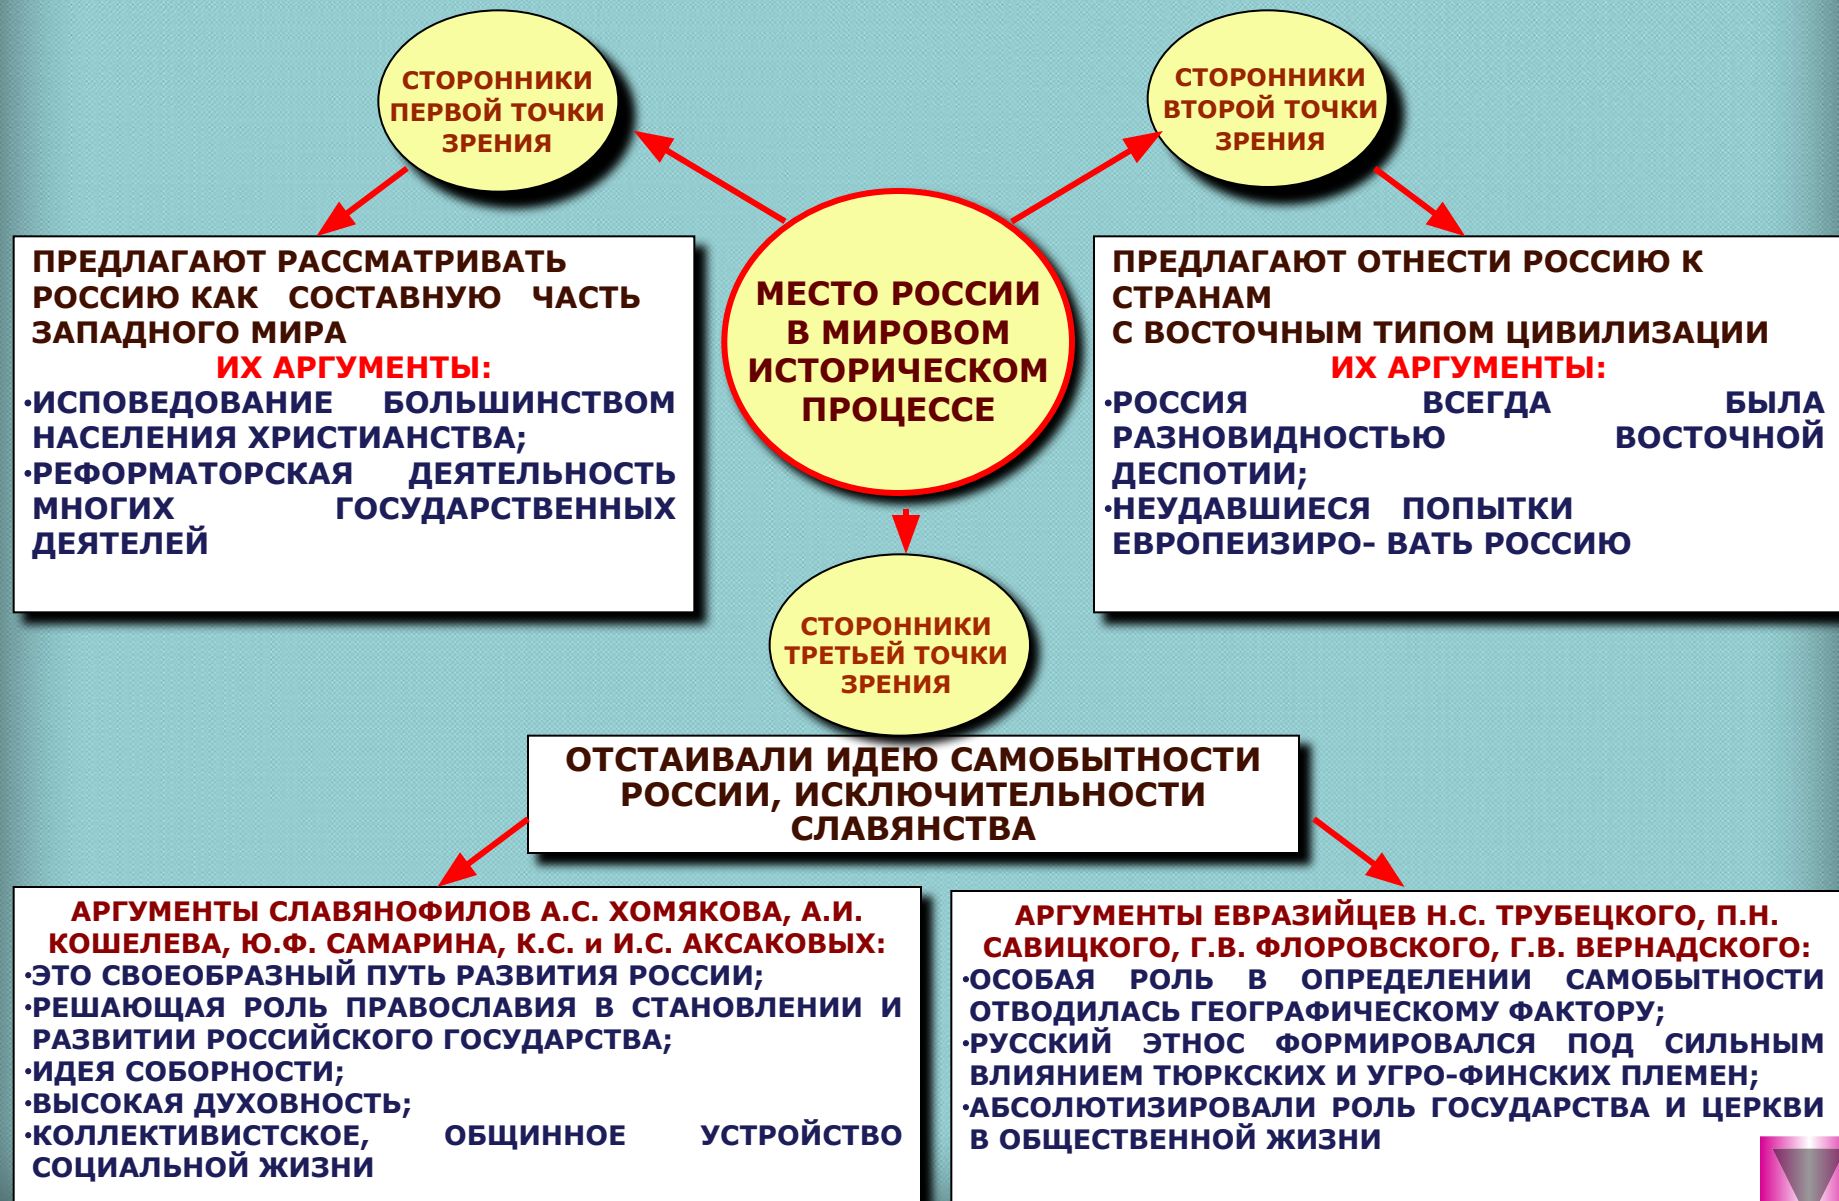 СТОРОННИКИ
ПЕРВОЙ ТОЧКИ
ЗРЕНИЯ
СТОРОННИКИ
ВТОРОЙ ТОЧКИ
ЗРЕНИЯ
МЕСТО РОССИИ
В МИРОВОМ
ИСТОРИЧЕСКОМ
ПРОЦЕССЕ
ПРЕДЛАГАЮТ РАССМАТРИВАТЬ
РОССИЮ КАК СОСТАВНУЮ ЧАСТЬ
ЗАПАДНОГО МИРА
ИХ АРГУМЕНТЫ:
•ИСПОВЕДОВАНИЕ БОЛЬШИНСТВОМ
НАСЕЛЕНИЯ ХРИСТИАНСТВА;
•РЕФОРМАТОРСКАЯ ДЕЯТЕЛЬНОСТЬ
МНОГИХ ГОСУДАРСТВЕННЫХ
ДЕЯТЕЛЕЙ
ПРЕДЛАГАЮТ ОТНЕСТИ РОССИЮ К
СТРАНАМ
С ВОСТОЧНЫМ ТИПОМ ЦИВИЛИЗАЦИИ
ИХ АРГУМЕНТЫ:
•РОССИЯ ВСЕГДА БЫЛА
РАЗНОВИДНОСТЬЮ ВОСТОЧНОЙ
ДЕСПОТИИ;
•НЕУДАВШИЕСЯ ПОПЫТКИ
ЕВРОПЕИЗИРО- ВАТЬ РОССИЮ
СТОРОННИКИ
ТРЕТЬЕЙ ТОЧКИ
ЗРЕНИЯ
ОТСТАИВАЛИ ИДЕЮ САМОБЫТНОСТИ
РОССИИ, ИСКЛЮЧИТЕЛЬНОСТИ
СЛАВЯНСТВА
АРГУМЕНТЫ СЛАВЯНОФИЛОВ А.С. ХОМЯКОВА, А.И.
КОШЕЛЕВА, Ю.Ф. САМАРИНА, К.С. и И.С. АКСАКОВЫХ:
•ЭТО СВОЕОБРАЗНЫЙ ПУТЬ РАЗВИТИЯ РОССИИ;
•РЕШАЮЩАЯ РОЛЬ ПРАВОСЛАВИЯ В СТАНОВЛЕНИИ И
РАЗВИТИИ РОССИЙСКОГО ГОСУДАРСТВА;
•ИДЕЯ СОБОРНОСТИ;
•ВЫСОКАЯ ДУХОВНОСТЬ;
•КОЛЛЕКТИВИСТСКОЕ, ОБЩИННОЕ УСТРОЙСТВО
СОЦИАЛЬНОЙ ЖИЗНИ
АРГУМЕНТЫ ЕВРАЗИЙЦЕВ Н.С. ТРУБЕЦКОГО, П.Н.
САВИЦКОГО, Г.В. ФЛОРОВСКОГО, Г.В. ВЕРНАДСКОГО:
•ОСОБАЯ РОЛЬ В ОПРЕДЕЛЕНИИ САМОБЫТНОСТИ
ОТВОДИЛАСЬ ГЕОГРАФИЧЕСКОМУ ФАКТОРУ;
•РУССКИЙ ЭТНОС ФОРМИРОВАЛСЯ ПОД СИЛЬНЫМ
ВЛИЯНИЕМ ТЮРКСКИХ И УГРО-ФИНСКИХ ПЛЕМЕН;
•АБСОЛЮТИЗИРОВАЛИ РОЛЬ ГОСУДАРСТВА И ЦЕРКВИ
В ОБЩЕСТВЕННОЙ ЖИЗНИ